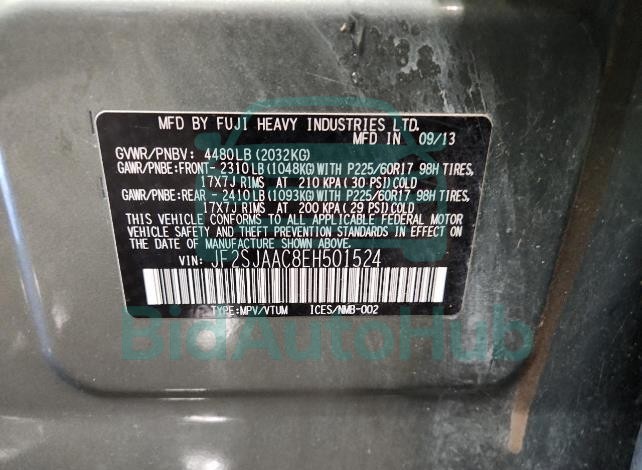 MFD BY FUJI HEAVY INDUSTRIES LTD.
MFD IN 09/13
GVWR/PNBV: 4480LB (2032KG)
GAWR/PNBE:FRONT- 2310 LB (1048KG) WITH P225/60R17 98H TIRES,
17X7J RIMS AT 210 KPA ( 30 PSI) COLD
GAWR/PNBE:REAR - 2410 LB (1093KG) WITH P225/60R17 98H TIRES,
17X7J RIMS AT 200 KPA ( 29 PSI) COLD
THIS VEHICLE CONFORMS TO ALL APPLICABLE FEDERAL MOTOR
VEHICLE SAFETY AND THEFT PREVENTION STANDARDS IN EFFECT
ON THE DATE OF MANUFACTURE SHOWN ABOVE.
VIN: JF2SJAAC8EH501524
TYPE:MPV/VTUM ICES/NMB-002
BidAutoHub